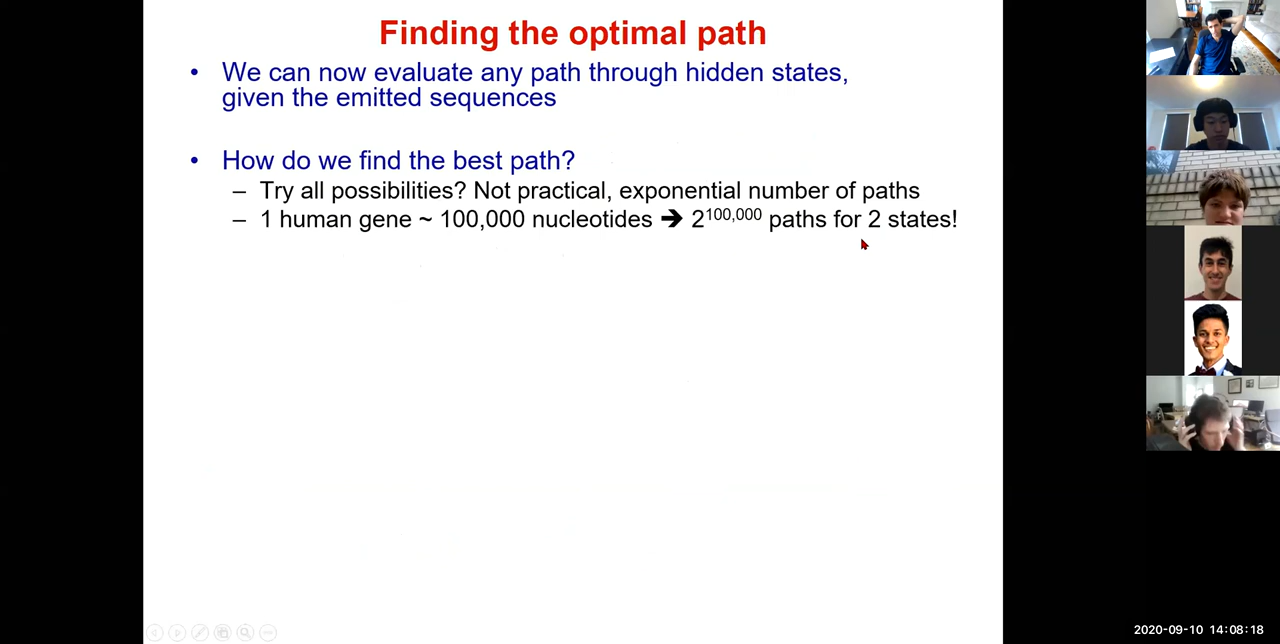 Finding the optimal path
• We can now evaluate any path through hidden states,
given the emitted sequences
• How do we find the best path?
– Try all possibilities? Not practical, exponential number of paths
– 1 human gene ~ 100,000 nucleotides → 2^100,000 paths for 2 states!
2020-09-10 14:08:18